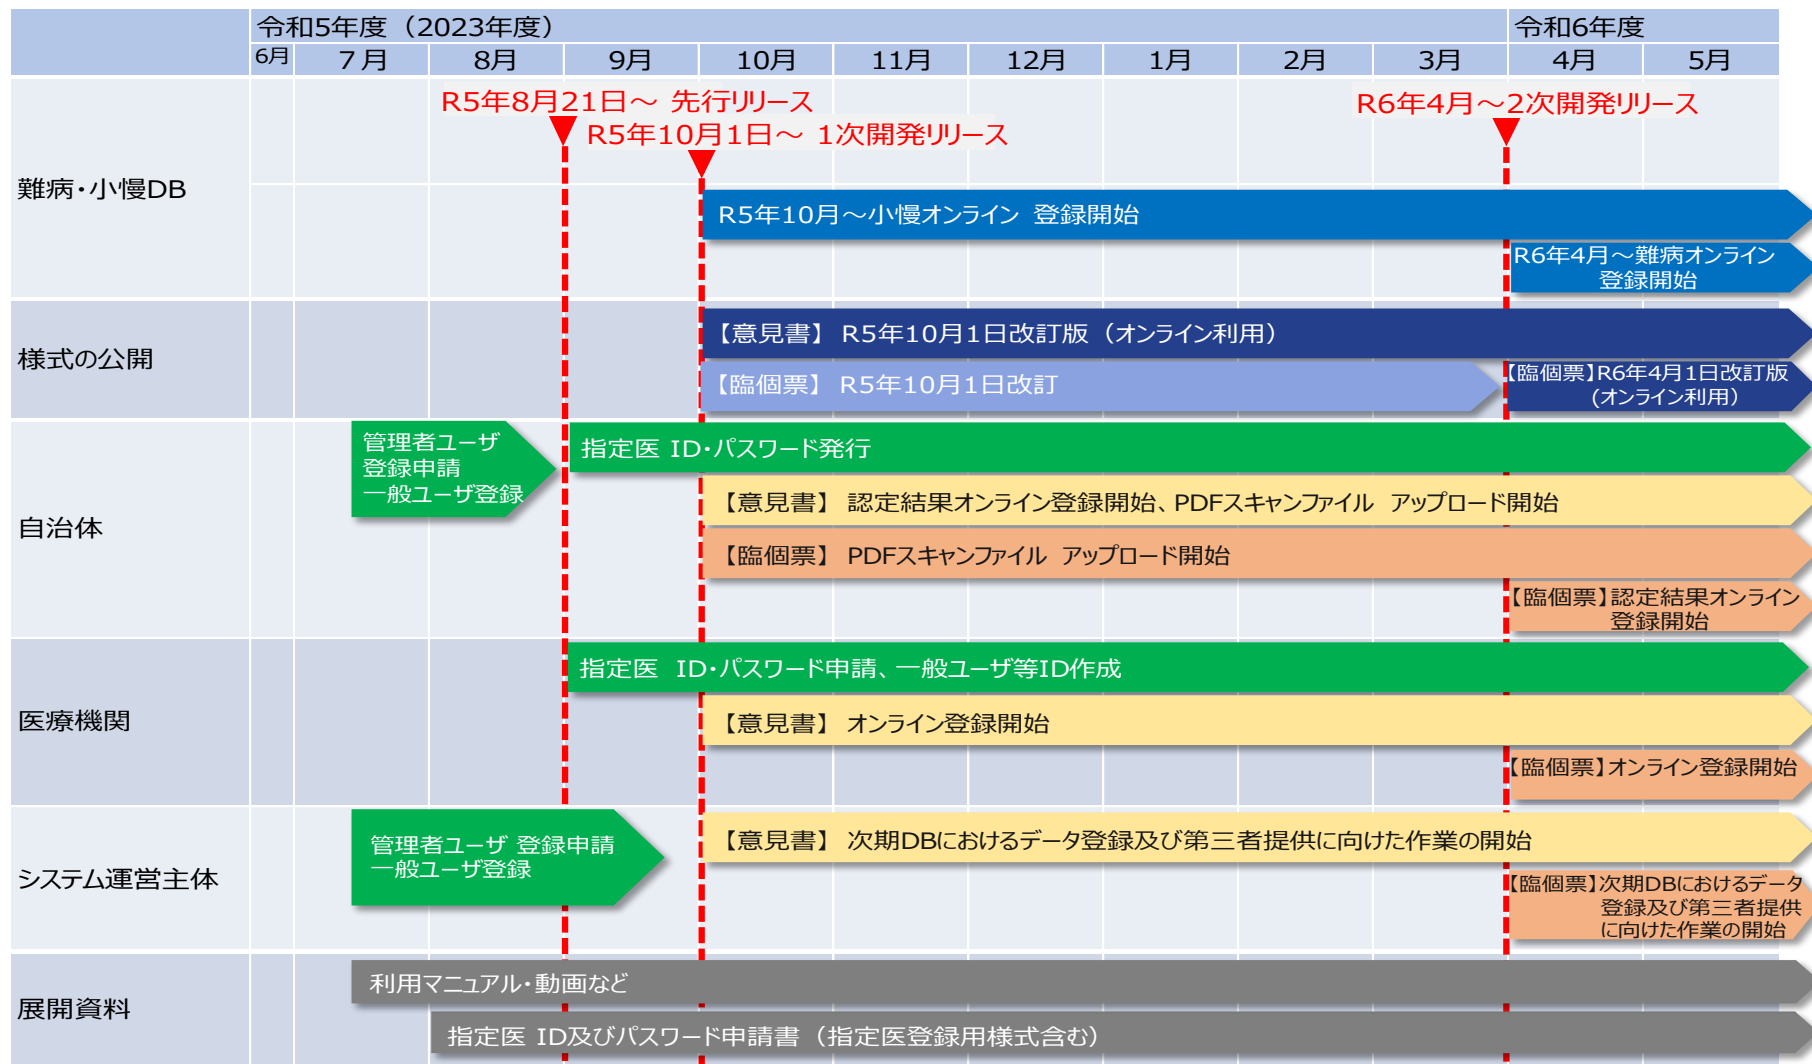 令和5年度（2023年度）
令和6年度
6月
7月
8月
9月
10月
11月
12月
1月
2月
3月
4月
5月
難病・小慢DB
R5年8月21日～ 先行リリース
R5年10月1日～ 1次開発リリース
R6年4月～2次開発リリース
R5年10月～小慢オンライン 登録開始
R6年4月～難病オンライン
登録開始
様式の公開
【意見書】 R5年10月1日改訂版（オンライン利用）
【臨個票】 R5年10月1日改訂
【臨個票】R6年4月1日改訂版
(オンライン利用）
自治体
管理者ユーザ
登録申請
一般ユーザ登録
指定医 ID・パスワード発行
【意見書】 認定結果オンライン登録開始、PDFスキャンファイル アップロード開始
【臨個票】 PDFスキャンファイル アップロード開始
【臨個票】認定結果オンライン
登録開始
医療機関
指定医 ID・パスワード申請、一般ユーザ等ID作成
【意見書】 オンライン登録開始
【臨個票】オンライン登録開始
システム運営主体
管理者ユーザ 登録申請
一般ユーザ登録
【意見書】 次期DBにおけるデータ登録及び第三者提供に向けた作業の開始
【臨個票】次期DBにおけるデータ
登録及び第三者提供
に向けた作業の開始
展開資料
利用マニュアル・動画など
指定医 ID及びパスワード申請書（指定医登録用様式含む）